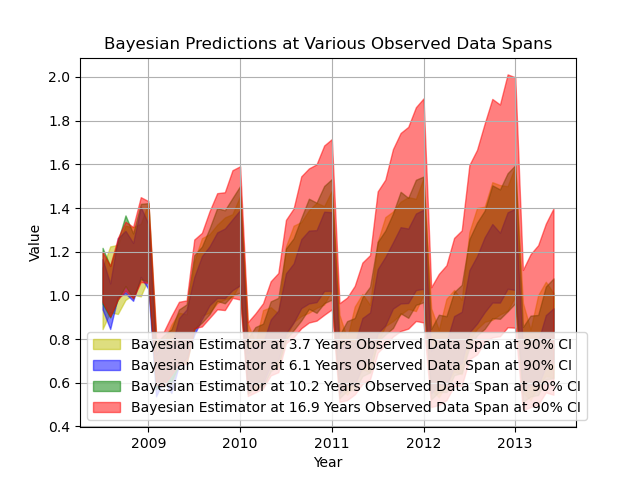 Bayesian Predictions at Various Observed Data Spans
2.0
1.8
1.6
1.4
1.2
1.0
0.8
0.6
0.4
Value
Bayesian Estimator at 3.7 Years Observed Data Span at 90% CI
Bayesian Estimator at 6.1 Years Observed Data Span at 90% CI
Bayesian Estimator at 10.2 Years Observed Data Span at 90% CI
Bayesian Estimator at 16.9 Years Observed Data Span at 90% CI
2009 2010 2011 2012 2013
Year